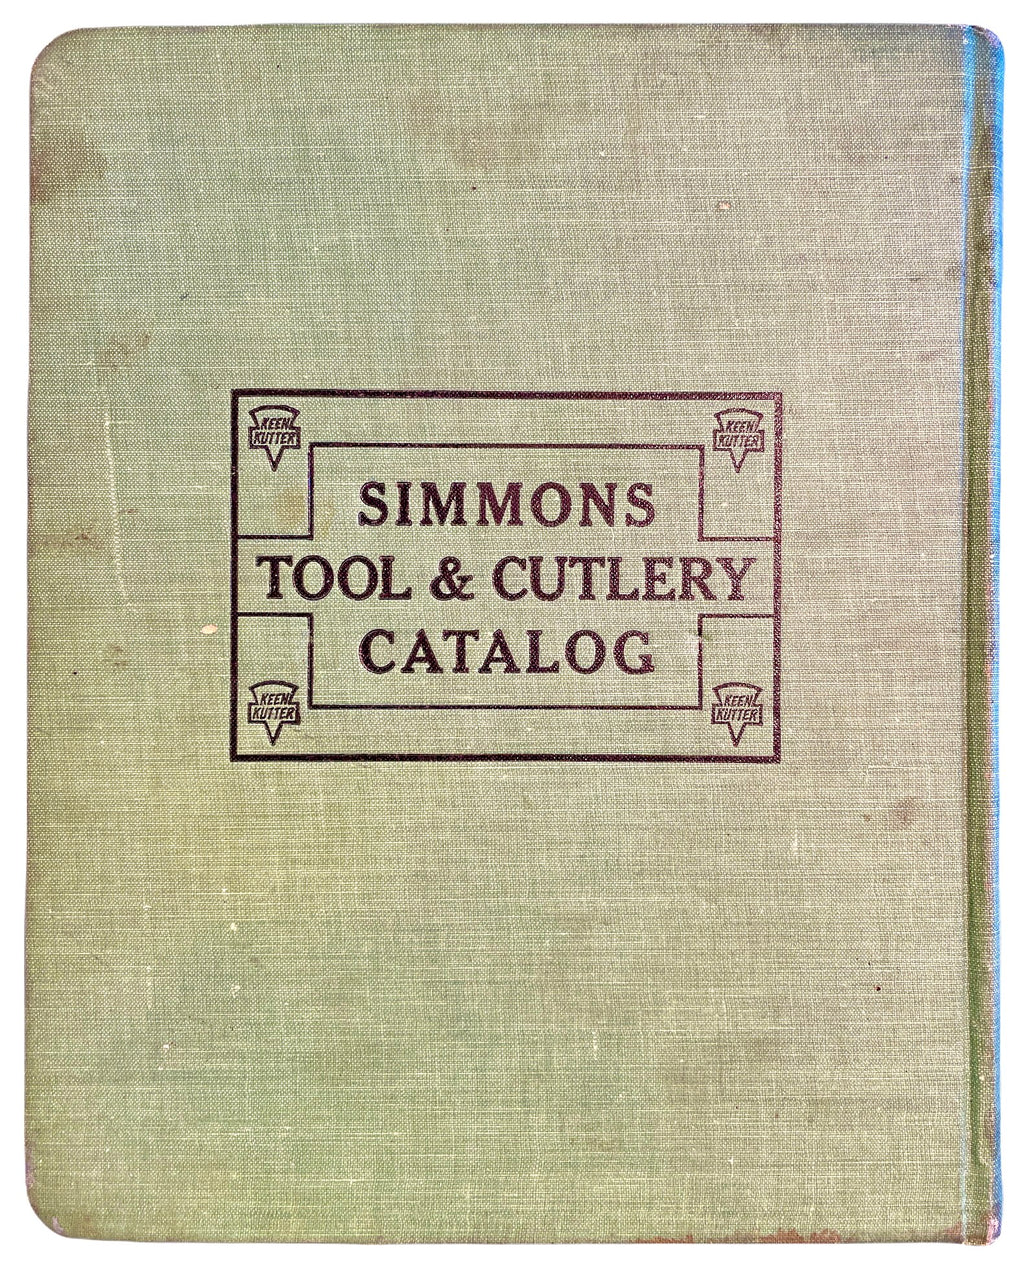 KEEN
KUTTER
KEEN
KUTTER
SIMMONS
TOOL & CUTLERY
CATALOG
KEEN
KUTTER
KEEN
KUTTER